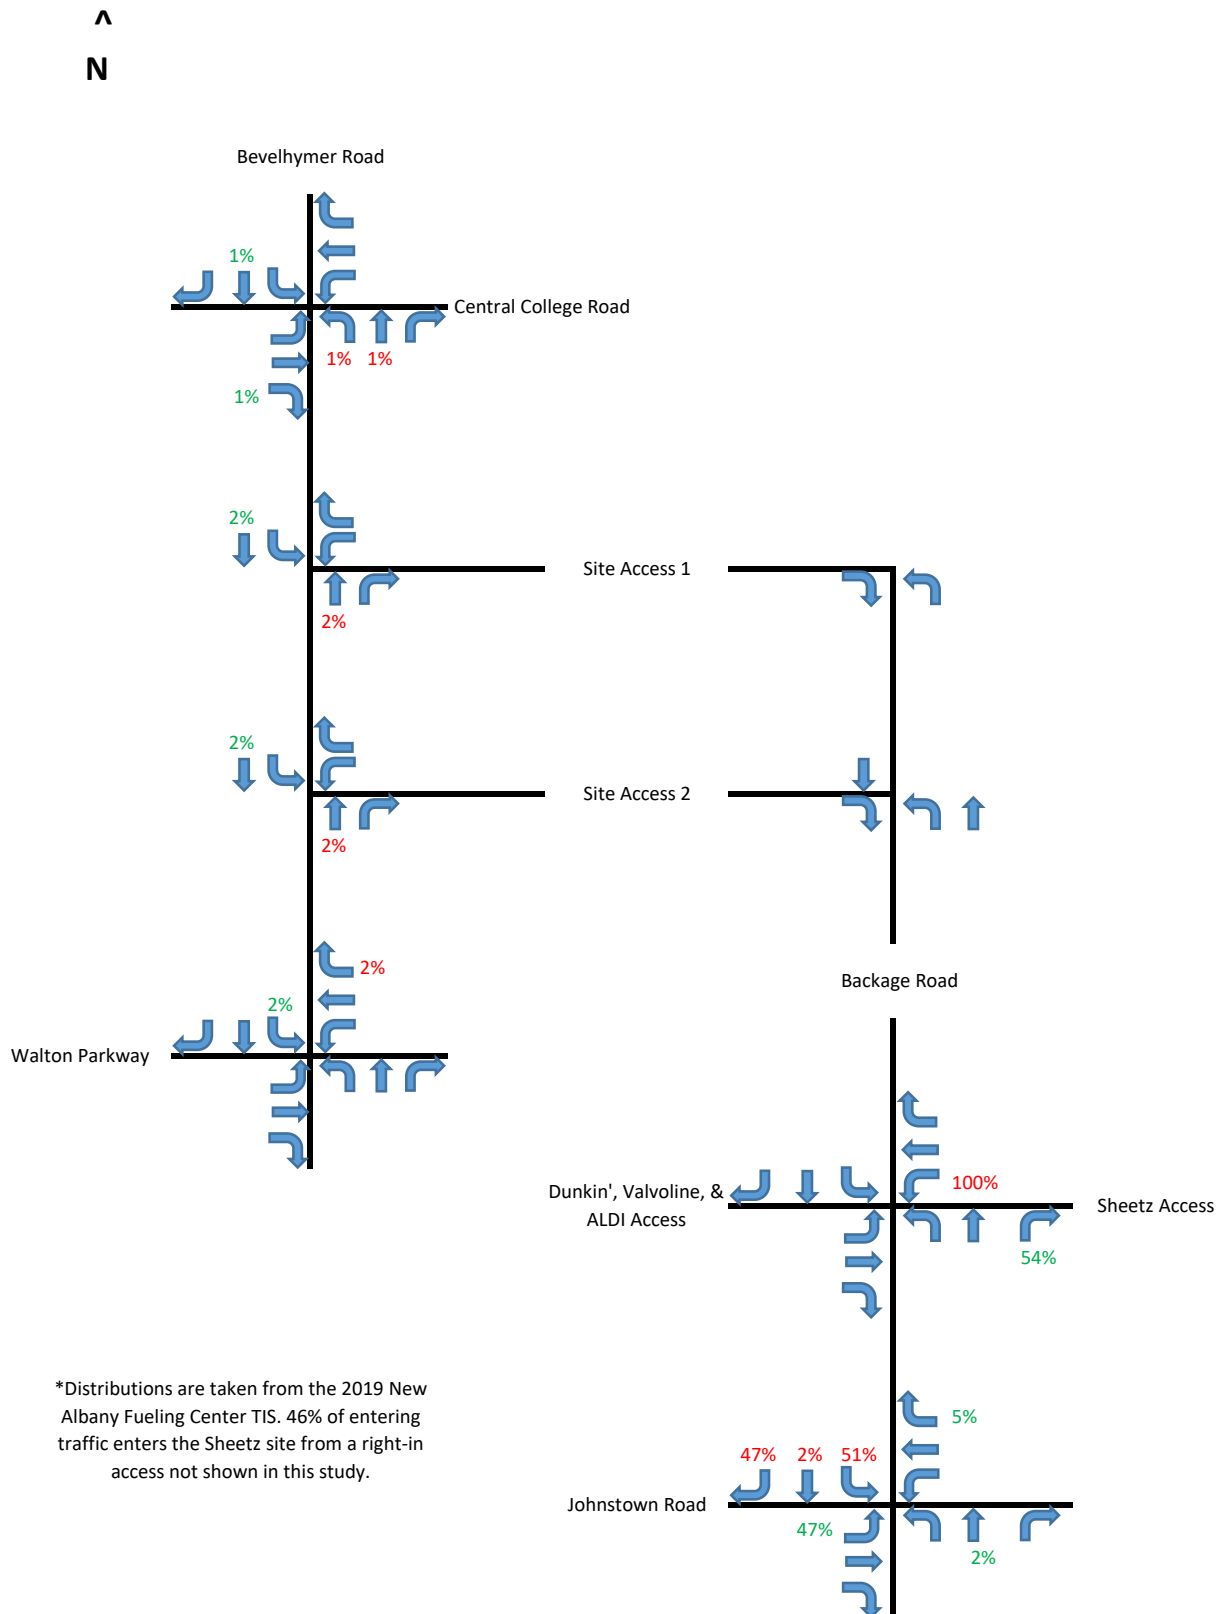 ^
N
Bevelhymer Road
1%
Central College Road
1% 1%
1%
2%
Site Access 1
2%
2%
Site Access 2
2%
2%
2%
Walton Parkway
Backage Road
Dunkin', Valvoline, &
ALDI Access
100%
Sheetz Access
54%
*Distributions are taken from the 2019 New
Albany Fueling Center TIS. 46% of entering
traffic enters the Sheetz site from a right-in
access not shown in this study.
5%
47% 2% 51%
Johnstown Road
47%
2%